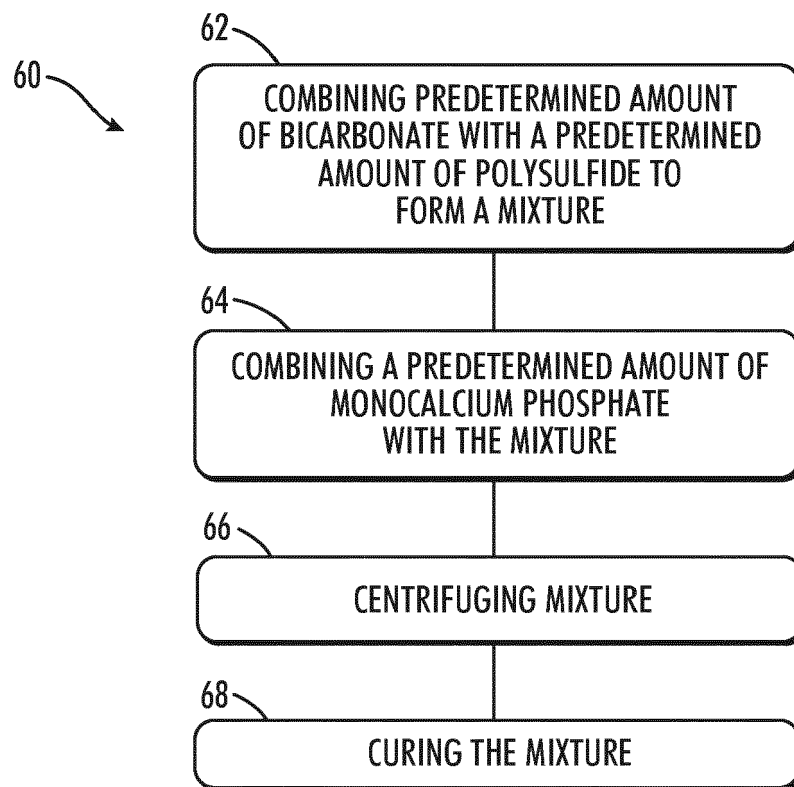 62
60
COMBINING PREDETERMINED AMOUNT
OF BICARBONATE WITH A PREDETERMINED
AMOUNT OF POLYSULFIDE TO
FORM A MIXTURE
64
COMBINING A PREDETERMINED AMOUNT OF
MONOCALCIUM PHOSPHATE
WITH THE MIXTURE
66
CENTRIFUGING MIXTURE
68
CURING THE MIXTURE